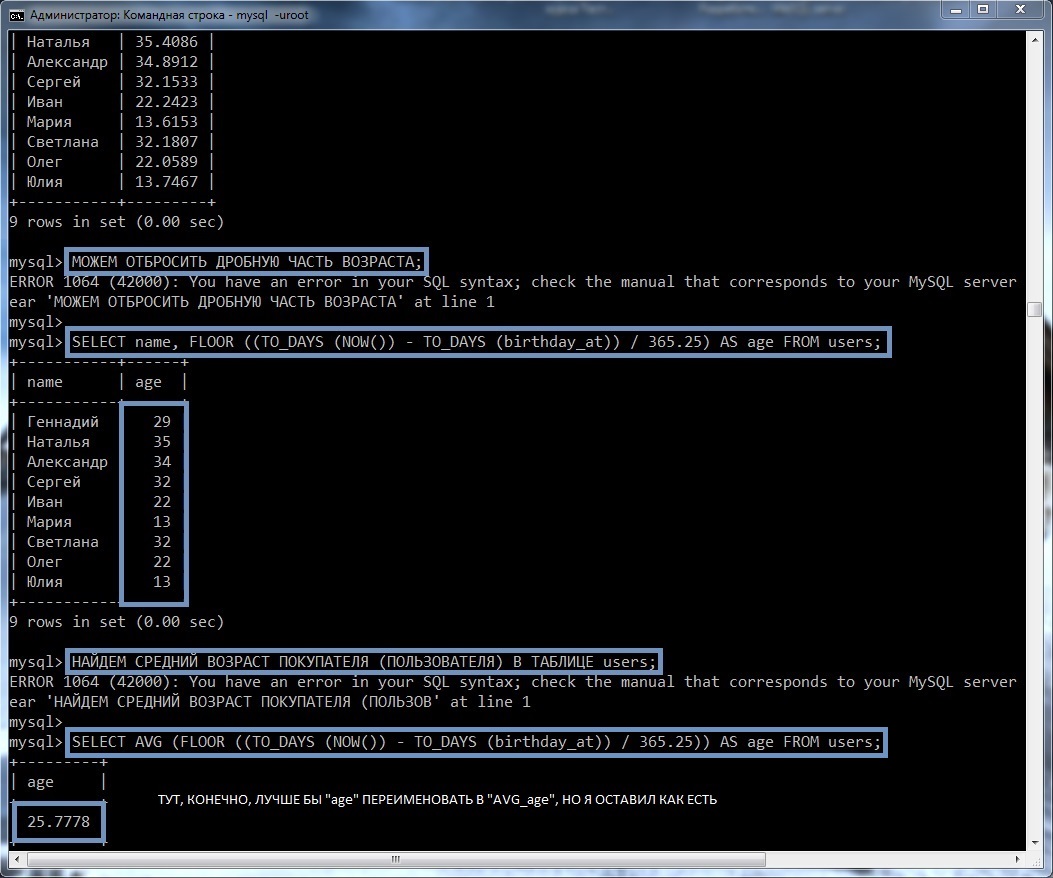 Администратор: Командная строка - mysql -uroot
| Наталья | 35.4086 |
| Александр | 34.8912 |
| Сергей | 32.1533 |
| Иван | 22.2423 |
| Мария | 13.6153 |
| Светлана | 32.1807 |
| Олег | 22.0589 |
| Юлия | 13.7467 |
+-----------+---------+
9 rows in set (0.00 sec)
mysql> МОЖЕМ ОТБРОСИТЬ ДРОБНУЮ ЧАСТЬ ВОЗРАСТА;
ERROR 1064 (42000): You have an error in your SQL syntax; check the manual that corresponds to your MySQL server
ear 'МОЖЕМ ОТБРОСИТЬ ДРОБНУЮ ЧАСТЬ ВОЗРАСТА' at line 1
mysql>
mysql> SELECT name, FLOOR ((TO_DAYS (NOW()) - TO_DAYS (birthday_at)) / 365.25) AS age FROM users;
+-----------+------+
| name | age |
+-----------+------+
| Геннадий | 29
| Наталья | 35
| Александр | 34
| Сергей | 32
| Иван | 22
| Мария | 13
| Светлана | 32
| Олег | 22
| Юлия | 13
+-----------
9 rows in set (0.00 sec)
mysql> НАЙДЕМ СРЕДНИЙ ВОЗРАСТ ПОКУПАТЕЛЯ (ПОЛЬЗОВАТЕЛЯ) В ТАБЛИЦЕ users;
ERROR 1064 (42000): You have an error in your SQL syntax; check the manual that corresponds to your MySQL server
ear 'НАЙДЕМ СРЕДНИЙ ВОЗРАСТ ПОКУПАТЕЛЯ (ПОЛЬЗОВ' at line 1
mysql>
mysql> SELECT AVG (FLOOR ((TO_DAYS (NOW()) - TO_DAYS (birthday_at)) / 365.25)) AS age FROM users;
+---------+
| age |
ТУТ, КОНЕЧНО, ЛУЧШЕ БЫ "age" ПЕРЕИМЕНОВАТЬ В "AVG_age", НО Я ОСТАВИЛ КАК ЕСТЬ
25.7778